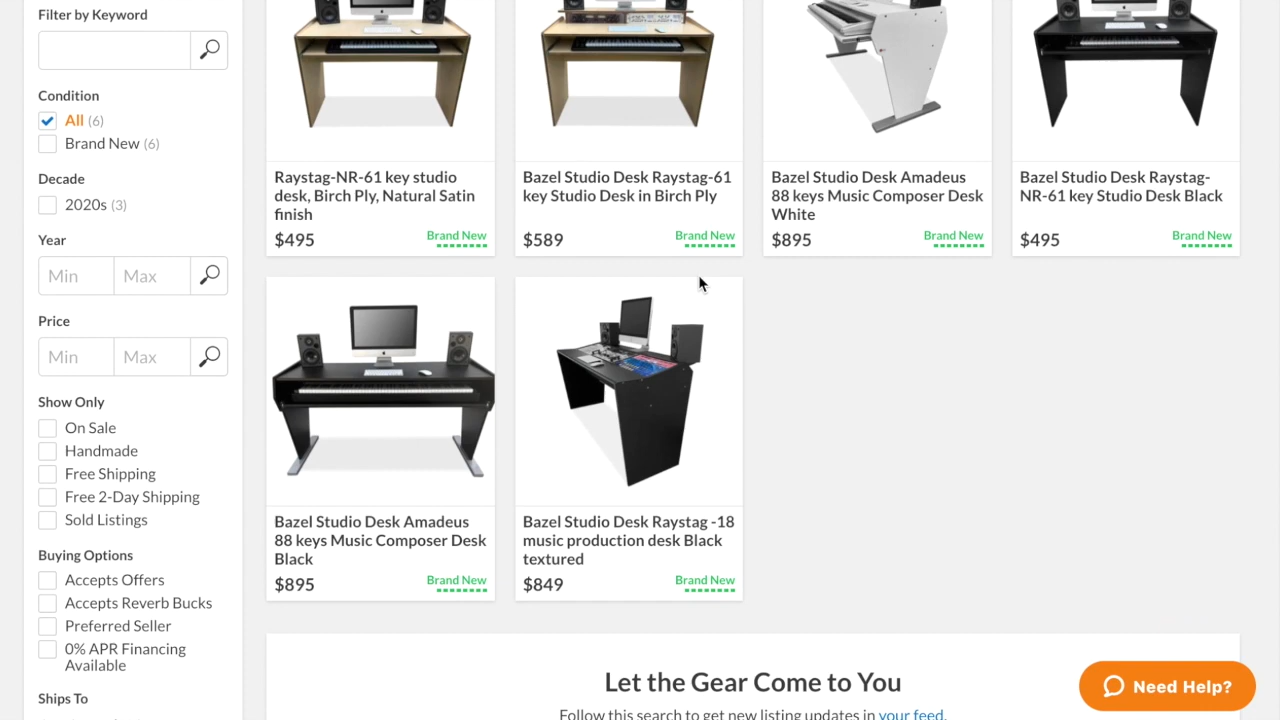 Filter by Keyword
Condition
All (6)
Brand New (6)
Decade
2020s (3)
Year
Min
Max
Price
Min
Max
Show Only
On Sale
Handmade
Free Shipping
Free 2-Day Shipping
Sold Listings
Buying Options
Accepts Offers
Accepts Reverb Bucks
Preferred Seller
0% APR Financing
Available
Ships To
Raystag-NR-61 key studio
desk, Birch Ply, Natural Satin
finish
$495
Brand New
Bazel Studio Desk Raystag-61
key Studio Desk in Birch Ply
$589
Brand New
Bazel Studio Desk Amadeus
88 keys Music Composer Desk
White
$895
Brand New
Bazel Studio Desk Raystag-
NR-61 key Studio Desk Black
$495
Brand New
Bazel Studio Desk Amadeus
88 keys Music Composer Desk
Black
$895
Brand New
Bazel Studio Desk Raystag -18
music production desk Black
textured
$849
Brand New
Let the Gear Come to You
Follow this search to get new listing updates in your feed.
Need Help?